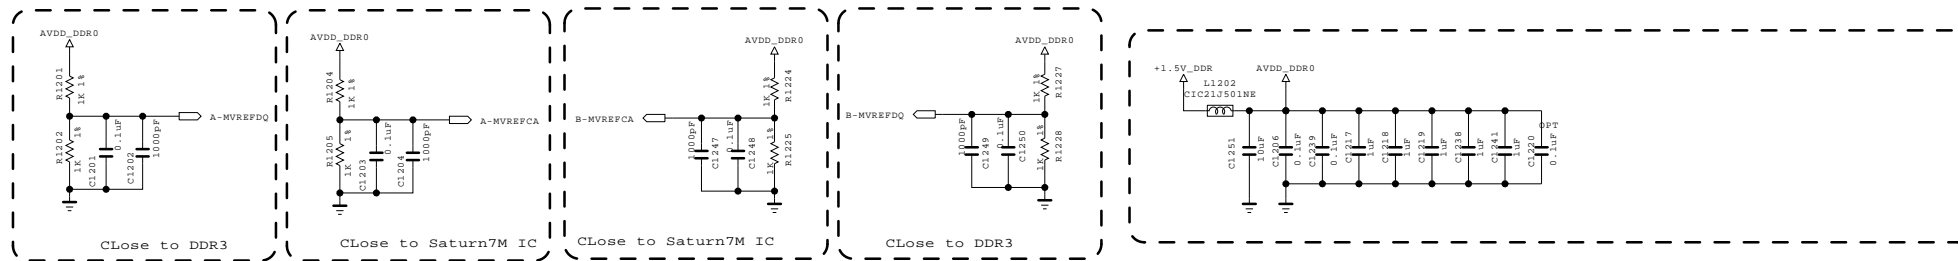 AVDD_DDR0
R1201
1K 1%
A-MVREFDQ
R1202
1K 1%
C1201
0.1uF
C1202
1000pF
CLose to DDR3
AVDD_DDR0
R1204
1K 1%
A-MVREFCA
R1205
1K 1%
C1203
0.1uF
C1204
1000pF
CLose to Saturn7M IC
AVDD_DDR0
R1224
1K 1%
B-MVREFCA
1000pF
C1247
0.1uF
C1248
1K 1%
R1225
CLose to Saturn7M IC
AVDD_DDR0
R1227
1K 1%
B-MVREFDQ
1000pF
C1249
0.1uF
C1250
1K 1%
R1228
CLose to DDR3
+1.5V_DDR
AVDD_DDR0
L1202
CIC21J501NE
C1251
10uF
C1206
0.1uF
C1239
0.1uF
C1217
1uF
C1218
1uF
C1219
1uF
C1238
1uF
C1241
1uF
OPT
C1220
0.1uF